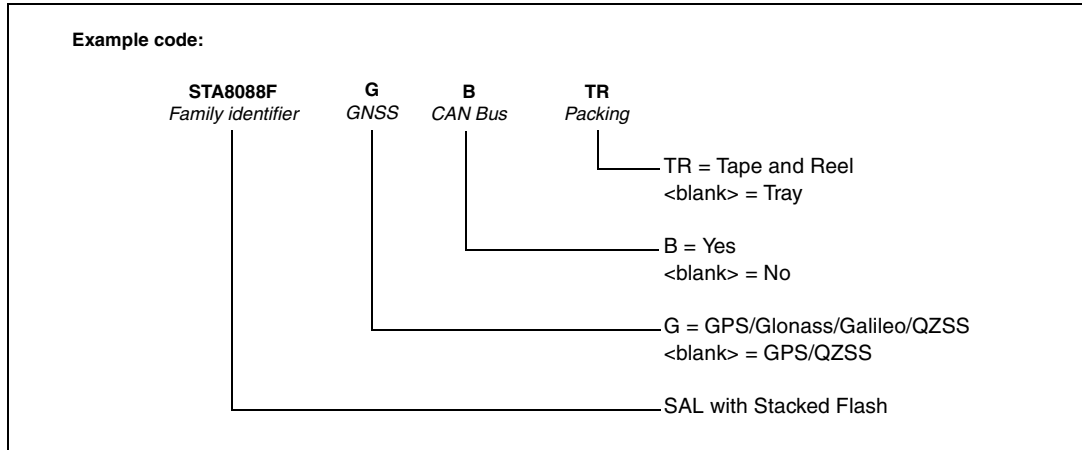 Example code:
STA8088F G B TR
Family identifier GNSS CAN Bus Packing
TR = Tape and Reel
<blank> = Tray
B = Yes
<blank> = No
G = GPS/Glonass/Galileo/QZSS
<blank> = GPS/QZSS
SAL with Stacked Flash